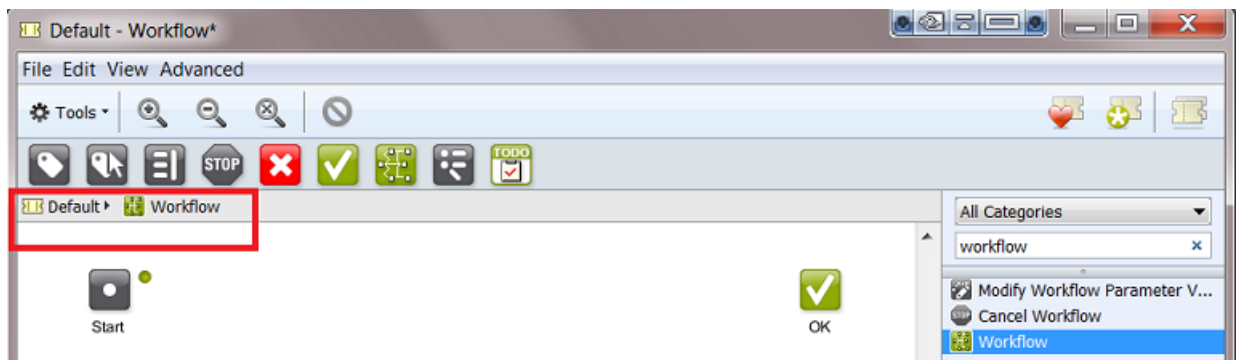 Default - Workflow*
File Edit View Advanced
Tools
STOP
TODO
Default Workflow
All Categories
workflow
Modify Workflow Parameter V...
STOP Cancel Workflow
Workflow
Start
OK